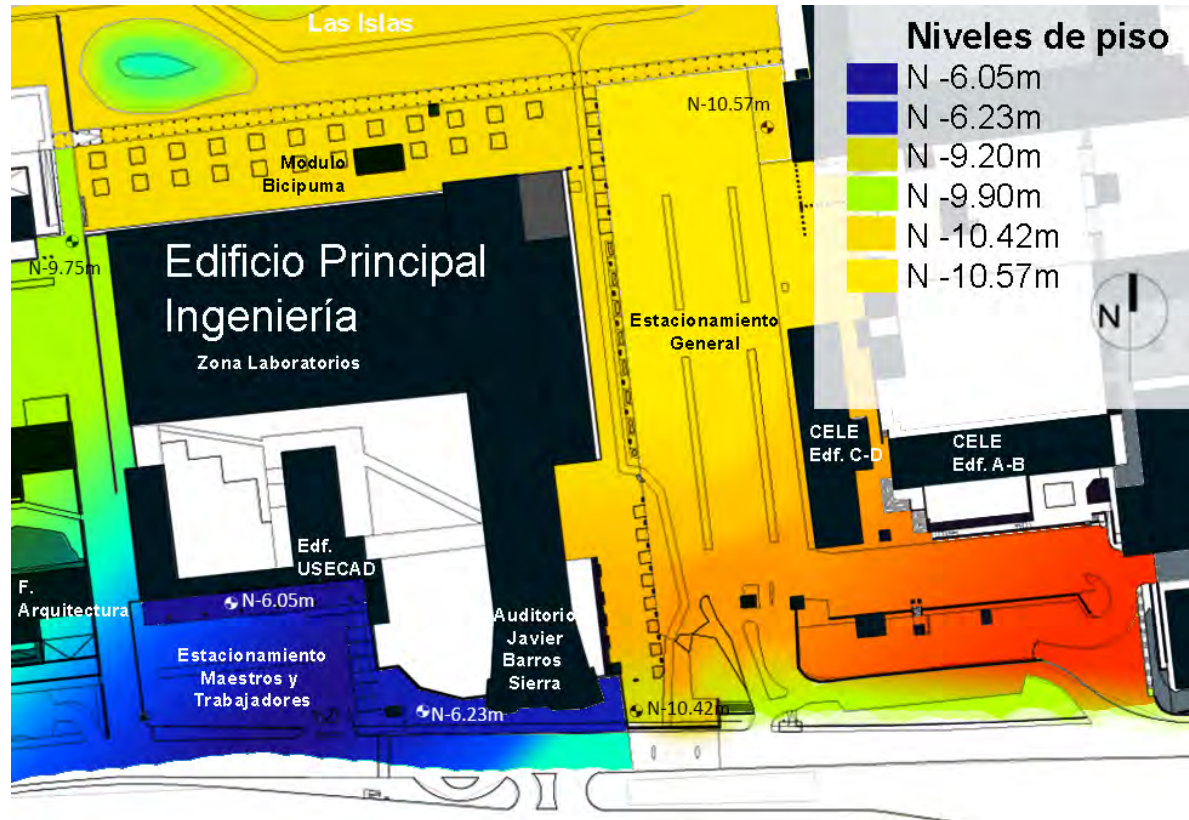 Las Islas
Niveles de piso
N -6.05m
N -6.23m
N -9.20m
N -9.90m
N -10.42m
N -10.57m
N
N-10.57m
Modulo
Bicipuma
N-9.75m
Edificio Principal
Ingeniería
Zona Laboratorios
Estacionamiento
General
CELE
Edf. C-D
CELE
Edf. A-B
Edf.
USECAD
F.
Arquitectura
N-6.05m
Auditorio
Javier
Barros
Sierra
Estacionamiento
Maestros y
Trabajadores
N-6.23m
N-10.42m